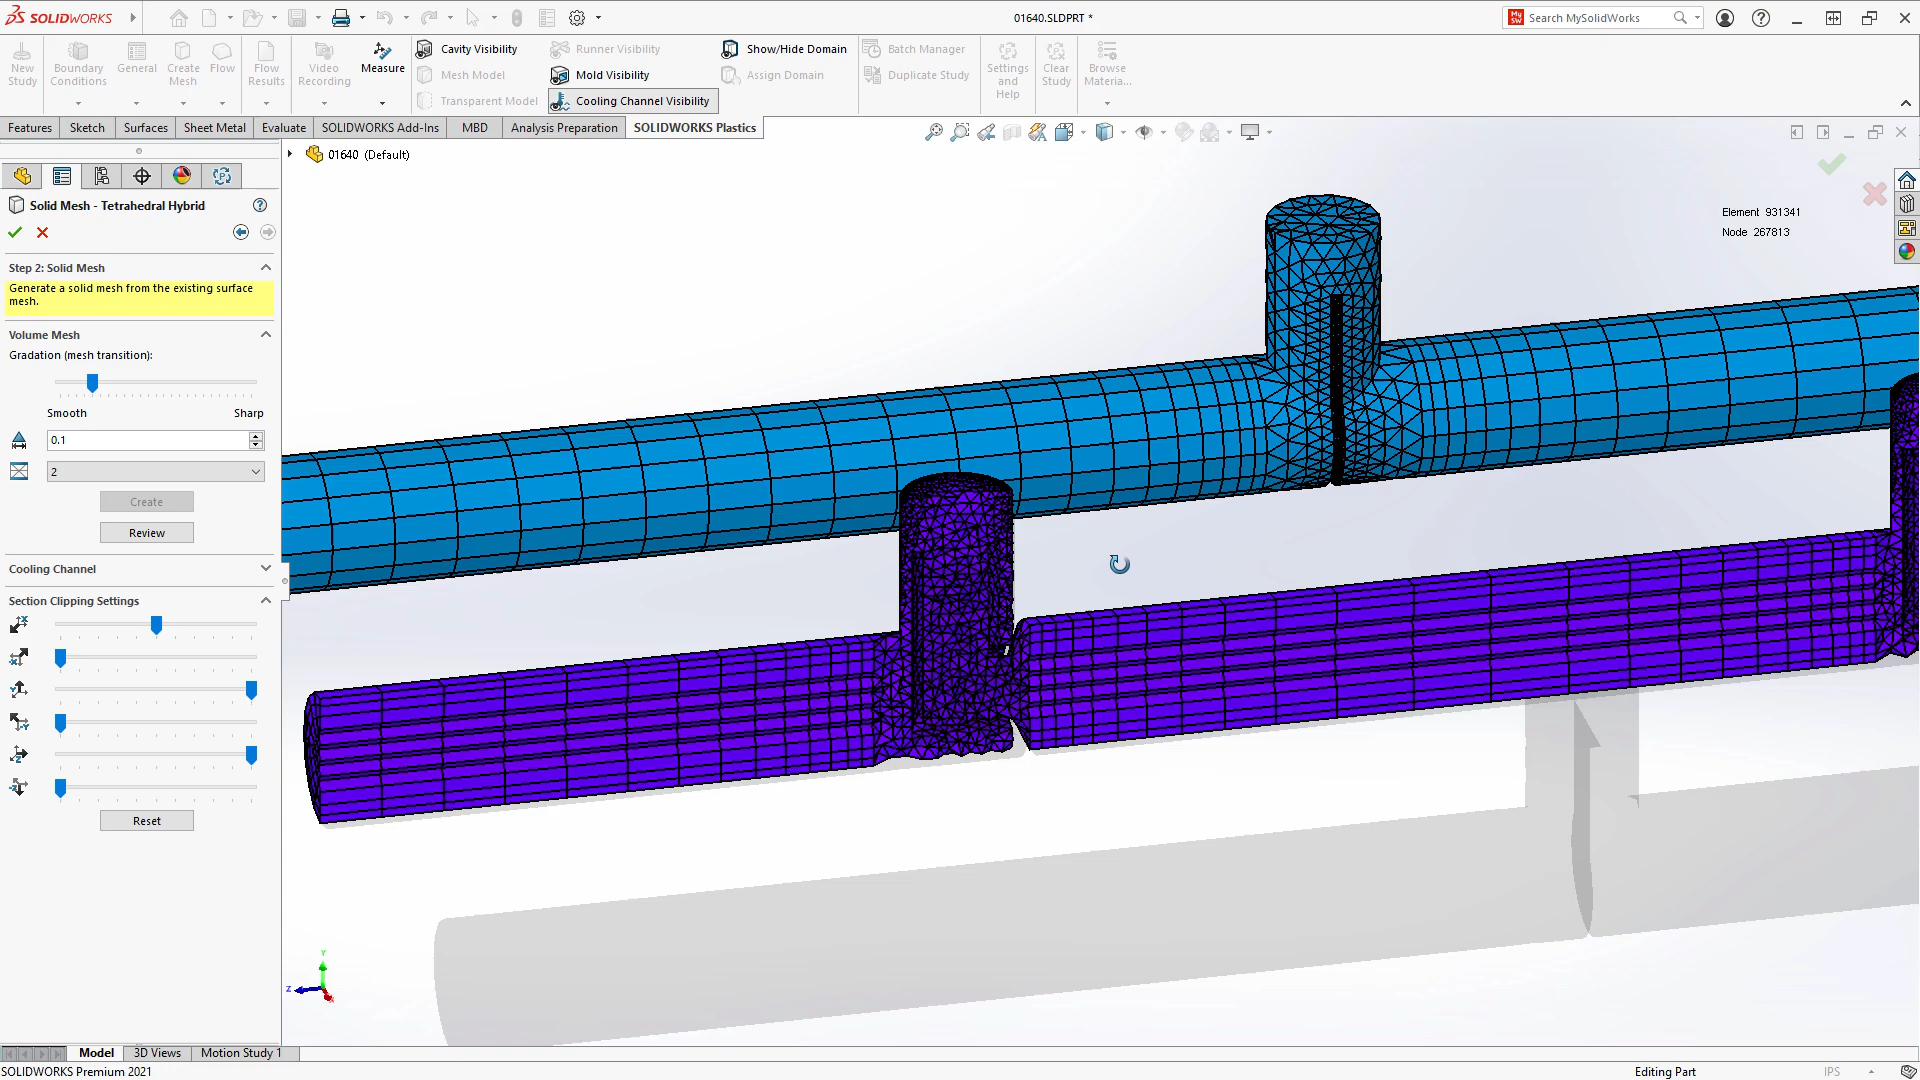 SOLIDWORKS
01640.SLDPRT *
Search MySolidWorks
New Study
Boundary Conditions
General
Create Mesh
Flow
Flow Results
Video Recording
Measure
Cavity Visibility
Mesh Model
Transparent Model
Runner Visibility
Mold Visibility
Cooling Channel Visibility
Show/Hide Domain
Assign Domain
Batch Manager
Duplicate Study
Settings and Help
Clear Study
Browse Materia...
Features
Sketch
Surfaces
Sheet Metal
Evaluate
SOLIDWORKS Add-Ins
MBD
Analysis Preparation
SOLIDWORKS Plastics
01640 (Default)
Solid Mesh - Tetrahedral Hybrid
Step 2: Solid Mesh
Generate a solid mesh from the existing surface
mesh.
Volume Mesh
Gradation (mesh transition):
Smooth
Sharp
0.1
2
Create
Review
Cooling Channel
Section Clipping Settings
Reset
Element 931341
Node 267813
Y
Z
Model
3D Views
Motion Study 1
SOLIDWORKS Premium 2021
Editing Part
IPS